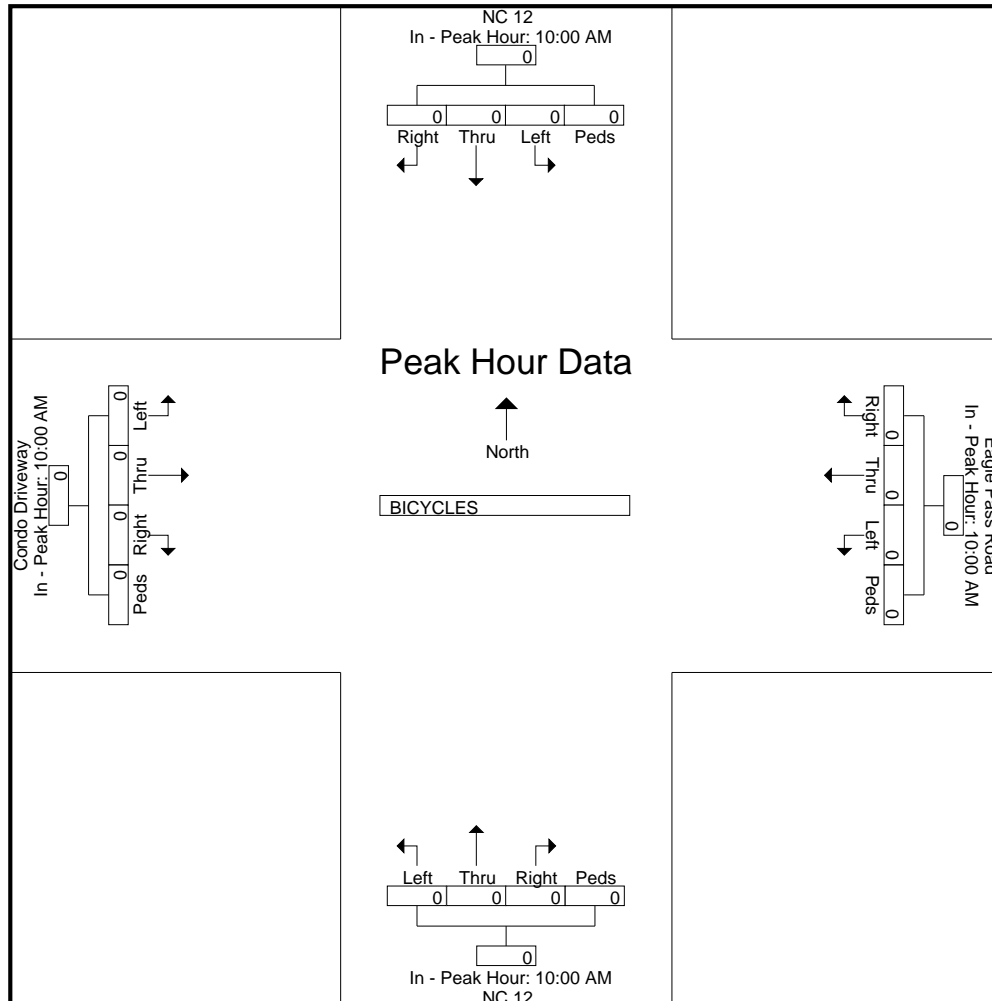 NC 12
In - Peak Hour: 10:00 AM
0
0 0 0 0
Right Thru Left Peds
Peak Hour Data
North
BICYCLES
Condo Driveway
In - Peak Hour: 10:00 AM
0
0 0 0 0
Left Thru Right Peds
Eagle Pass Road
In - Peak Hour: 10:00 AM
0
0 0 0 0
Right Thru Left Peds
Left Thru Right Peds
0 0 0 0
0
In - Peak Hour: 10:00 AM
NC 12